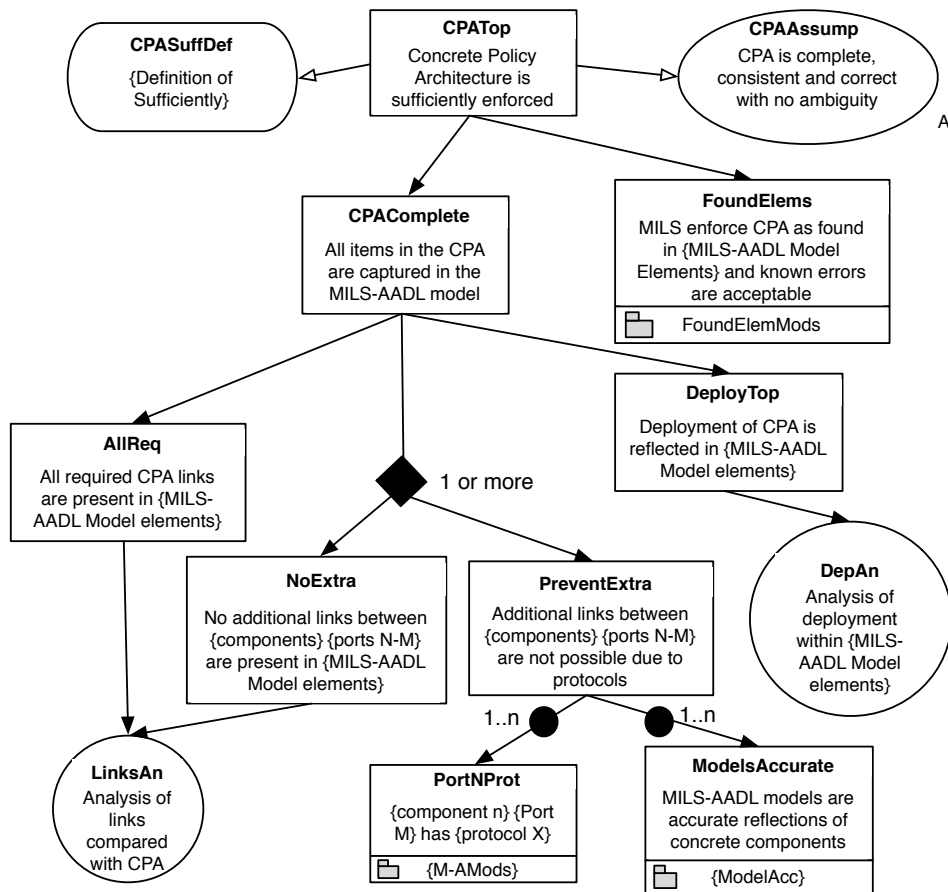 CPASuffDef
{Definition of
Sufficiently}
CPATop
Concrete Policy
Architecture is
sufficiently enforced
CPAAssump
CPA is complete,
consistent and correct
with no ambiguity
A
CPAComplete
All items in the CPA
are captured in the
MILS-AADL model
FoundElems
MILS enforce CPA as found
in {MILS-AADL Model
Elements} and known errors
are acceptable
FoundElemMods
AllReq
All required CPA links
are present in {MILS-
AADL Model elements}
1 or more
DeployTop
Deployment of CPA is
reflected in {MILS-AADL
Model elements}
NoExtra
No additional links between
{components} {ports N-M}
are present in {MILS-AADL
Model elements}
PreventExtra
Additional links between
{components} {ports N-M}
are not possible due to
protocols
DepAn
Analysis of
deployment
within {MILS-
AADL Model
elements}
1..n
1..n
LinksAn
Analysis of
links
compared
with CPA
PortNProt
{component n} {Port
M} has {protocol X}
{M-AMods}
ModelsAccurate
MILS-AADL models are
accurate reflections of
concrete components
{ModelAcc}